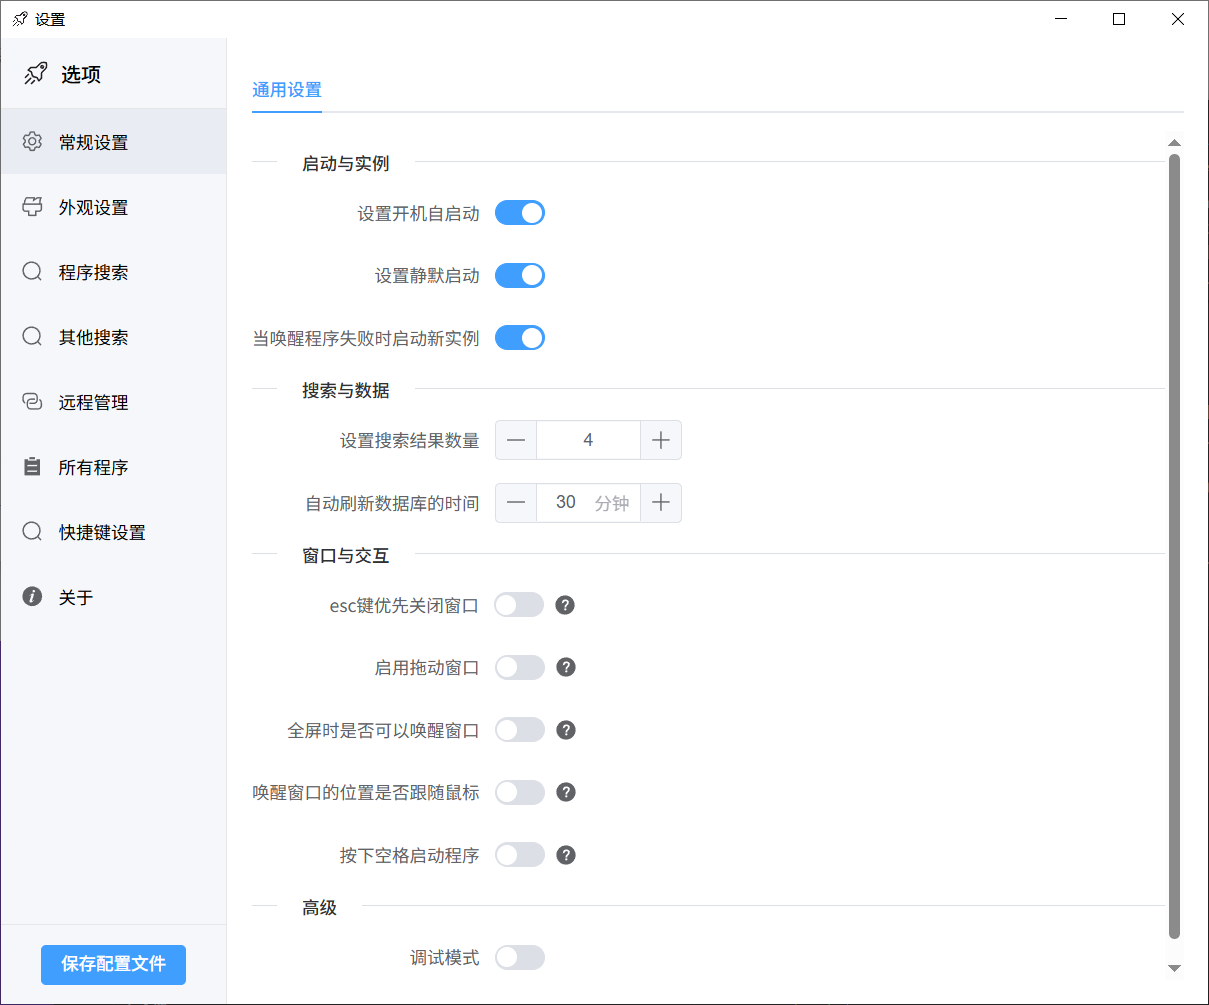 设置
选项
常规设置
外观设置
程序搜索
其他搜索
远程管理
所有程序
快捷键设置
关于
保存配置文件
通用设置
启动与实例
设置开机自启动
设置静默启动
当唤醒程序失败时启动新实例
搜索与数据
设置搜索结果数量 4
自动刷新数据库的时间 30 分钟
窗口与交互
esc键优先关闭窗口
启用拖动窗口
全屏时是否可以唤醒窗口
唤醒窗口的位置是否跟随鼠标
按下空格启动程序
高级
调试模式